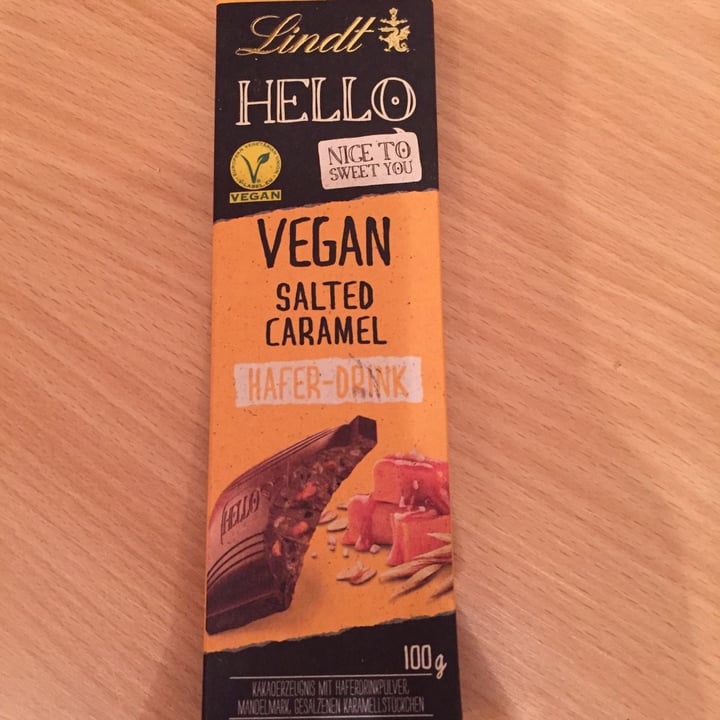 Lindt
HELLO
NICE TO
SWEET YOU
VEGAN
VEGAN
SALTED
CARAMEL
HAFER-DRINK
HELLO
100g
KAKAOERZEUGNIS MIT HAFERDRINKPULVER,
MANDELMARK, GESALZENEN KARAMELLSTÜCKCHEN